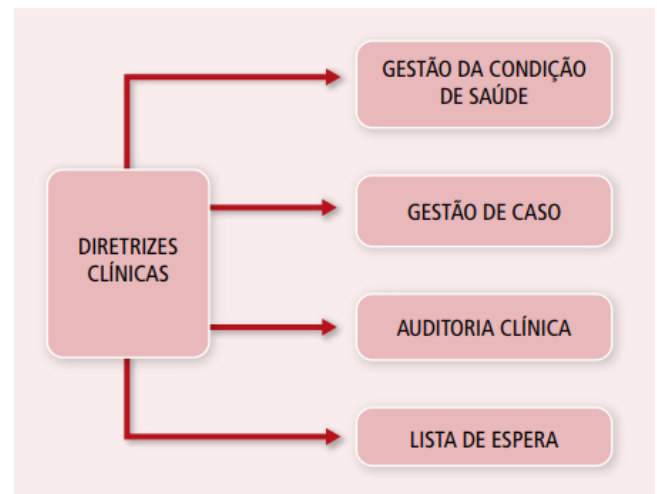 GESTÃO DA CONDIÇÃO
DE SAÚDE
GESTÃO DE CASO
DIRETRIZES
CLÍNICAS
AUDITORIA CLÍNICA
LISTA DE ESPERA